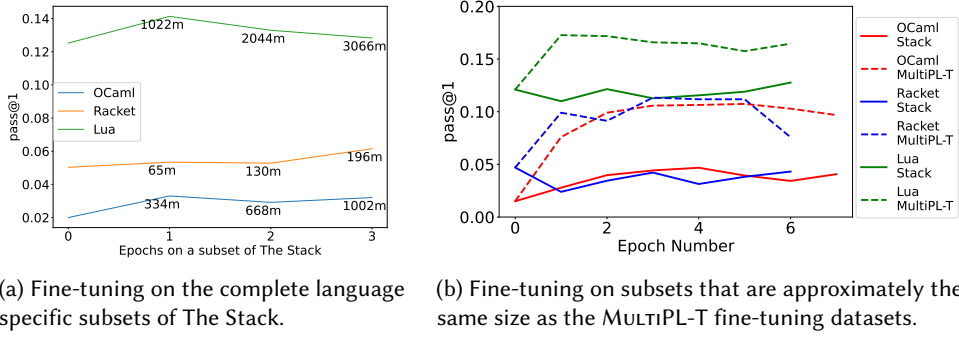 0.14
0.12
0.10
0.08
0.06
0.04
0.02
pass@1
1022m
2044m
3066m
OCaml
Racket
Lua
65m
130m
196m
334m
668m
1002m
0
1
2
3
Epochs on a subset of The Stack
0.20
0.15
0.10
0.05
0.00
pass@1
0
2
4
6
Epoch Number
OCaml
Stack
OCaml
MultiPL-T
Racket
Stack
Racket
MultiPL-T
Lua
Stack
Lua
MultiPL-T
(a) Fine-tuning on the complete language
specific subsets of The Stack.
(b) Fine-tuning on subsets that are approximately the
same size as the MULTIPL-T fine-tuning datasets.